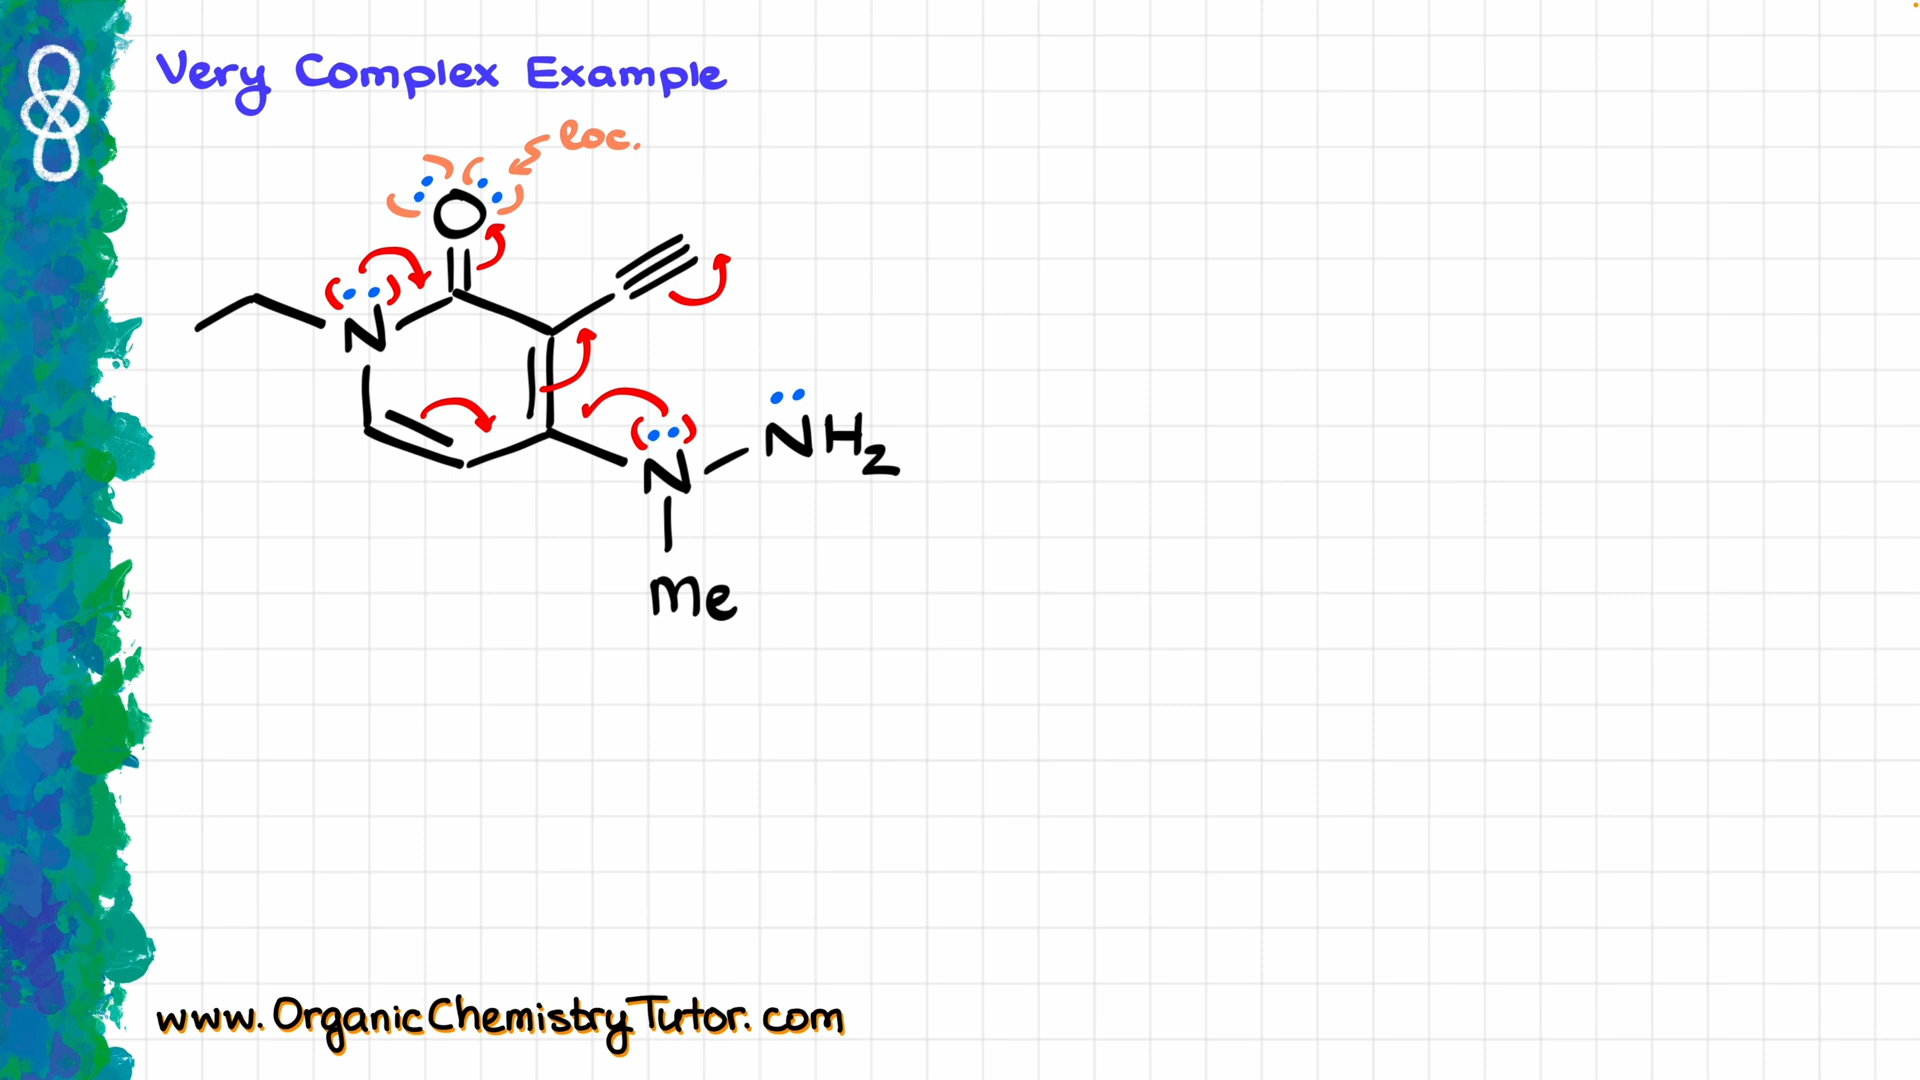 Very Complex Example
loc.
O
N
NH₂
N
Me
www.OrganicChemistryTutor.com